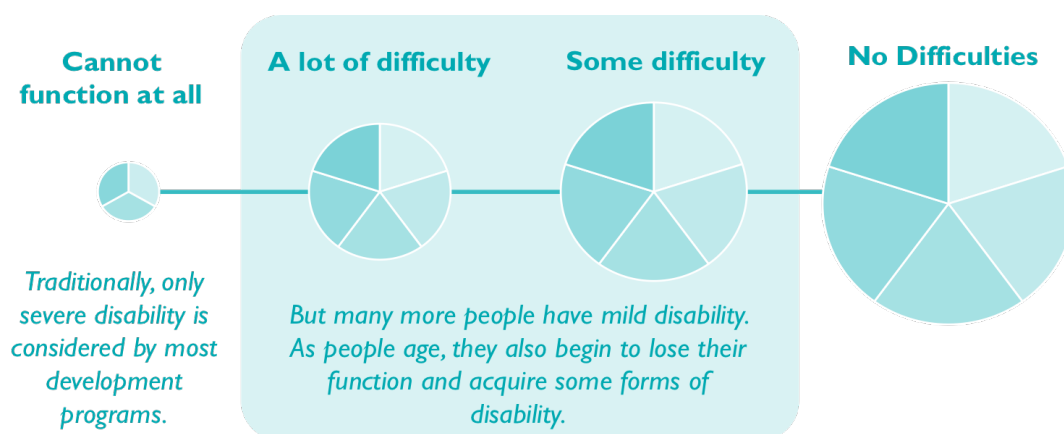 Cannot
function at all
A lot of difficulty
Some difficulty
No Difficulties
Traditionally, only
severe disability is
considered by most
development
programs.
But many more people have mild disability.
As people age, they also begin to lose their
function and acquire some forms of
disability.